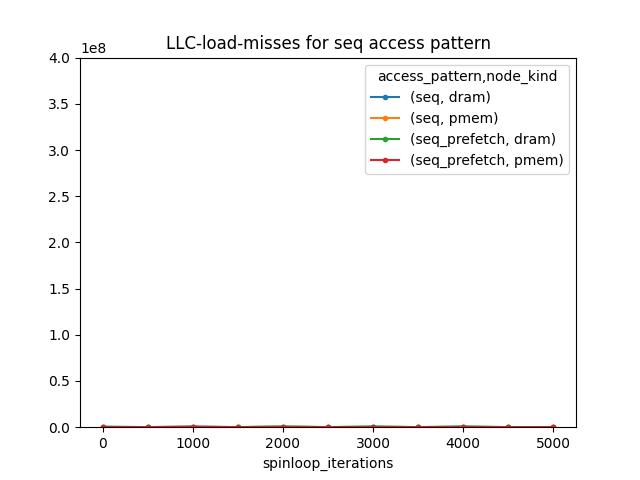 LLC-load-misses for seq access pattern
1e8
4.0
3.5
3.0
2.5
2.0
1.5
1.0
0.5
0.0
access_pattern,node_kind
(seq, dram)
(seq, pmem)
(seq_prefetch, dram)
(seq_prefetch, pmem)
0 1000 2000 3000 4000 5000
spinloop_iterations